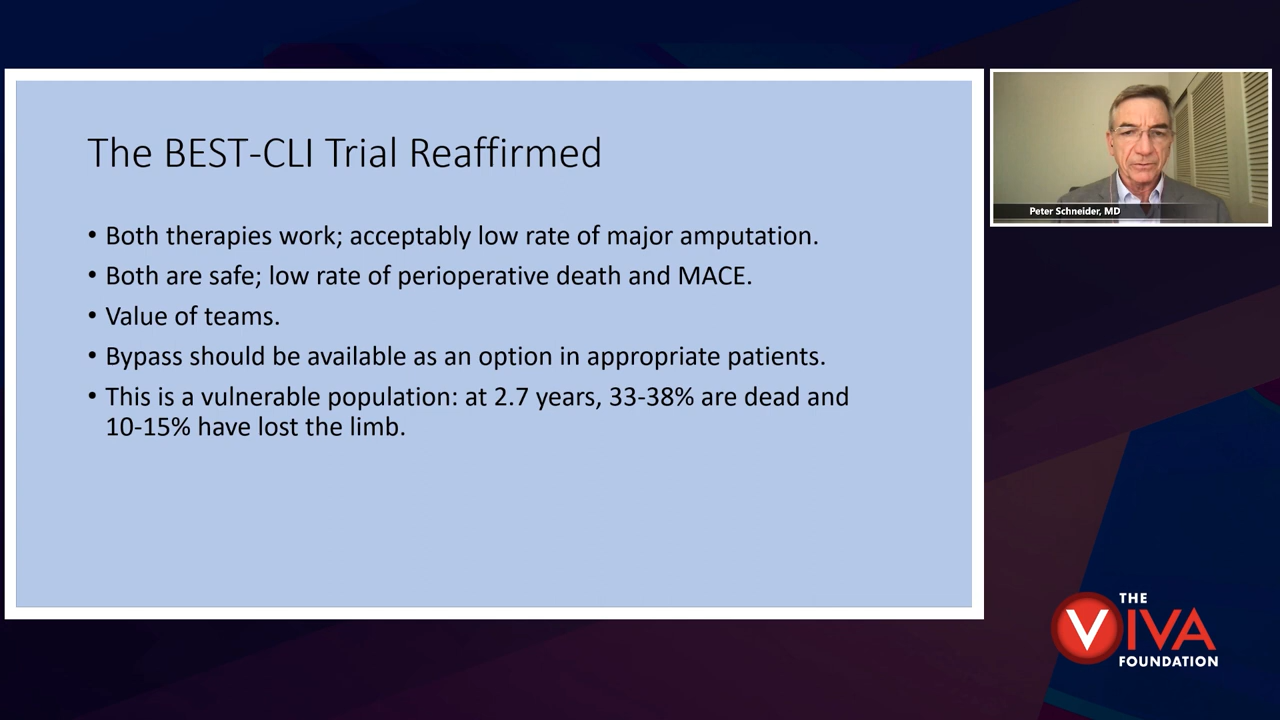 The BEST-CLI Trial Reaffirmed
• Both therapies work; acceptably low rate of major amputation.
• Both are safe; low rate of perioperative death and MACE.
• Value of teams.
• Bypass should be available as an option in appropriate patients.
• This is a vulnerable population: at 2.7 years, 33-38% are dead and
10-15% have lost the limb.
Peter Schneider, MD
THE
VIVA
FOUNDATION